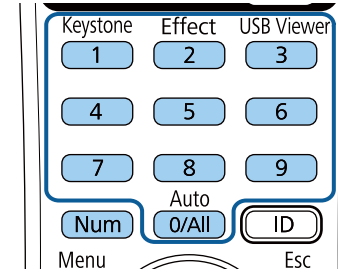 Keystone Effect USB Viewer
1 2 3
4 5 6
7 8 9
Auto
Num 0/All ID
Menu Esc